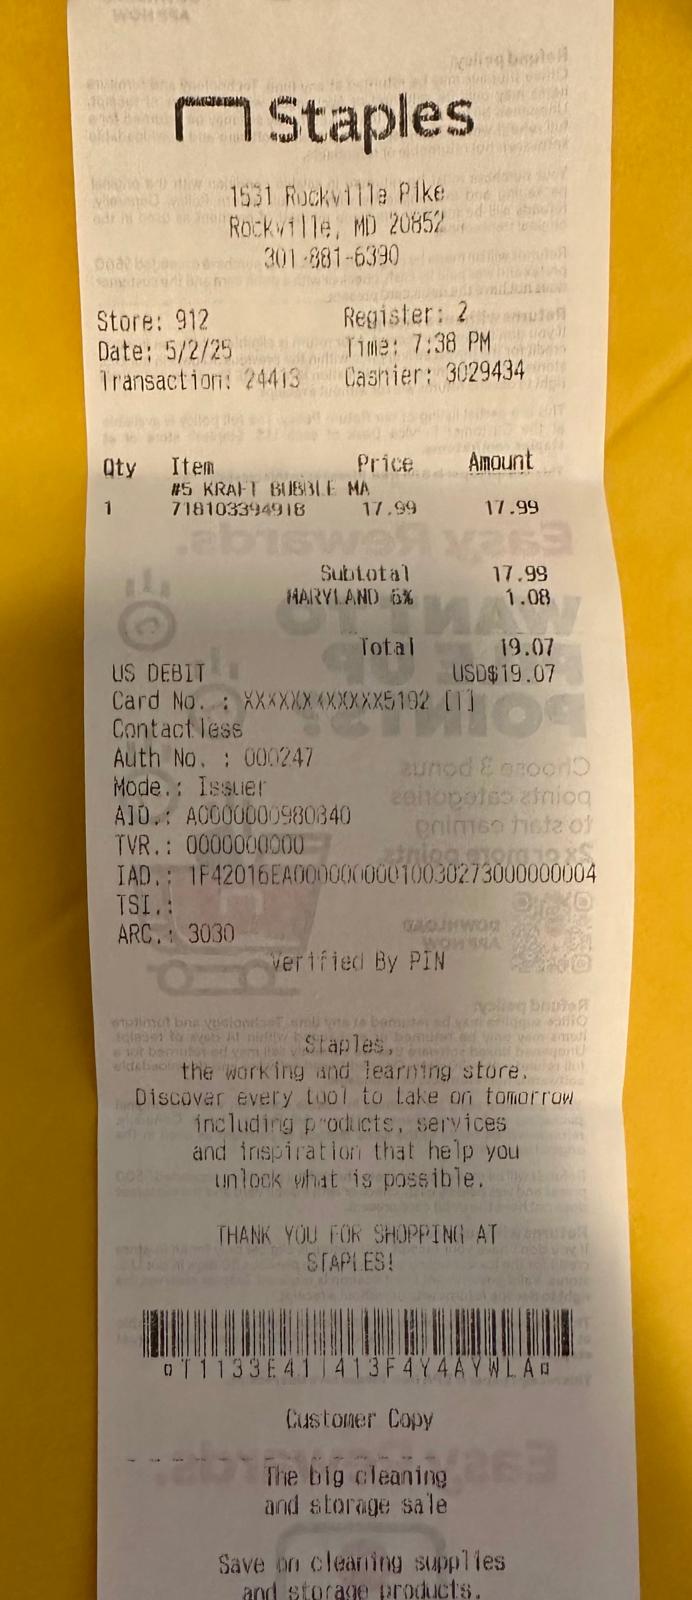 Staples
1531 Rockville Pike
Rockville, MD 20852
301-881-6390
Store: 912 Register: 2
Date: 5/2/25 Time: 7:38 PM
Transaction: 24413 Cashier: 3029434
Qty Item Price Amount
#5 KRAFT BUBBLE MA
1 718103394918 17.99 17.99
Subtotal 17.99
MARYLAND 6% 1.08
Total 19.07
US DEBIT USD$19.07
Card No. : XXXXXXXXXXXX5192 [T]
Contactless
Auth No. : 000247
Mode.: Issuer
AID.: A0000000980840
TVR.: 0000000000
IAD.: 1F42016EA0000000001003027300000000​4
TSI.:
ARC.: 3030
Verified By PIN
Staples,
the working and learning store.
Discover every tool to take on tomorrow
including products, services
and inspiration that help you
unlock what is possible.
THANK YOU FOR SHOPPING AT
STAPLES!
Customer Copy
The big cleaning
and storage sale
Save on cleaning supplies
and storage products.